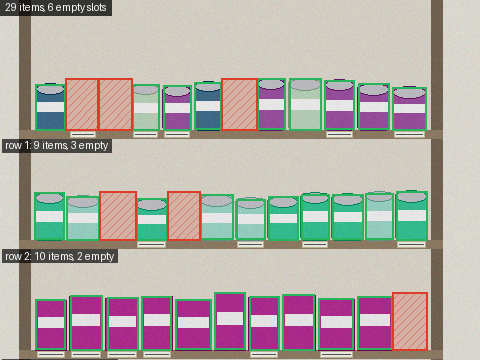 29 items, 6 empty slots
row 1: 9 items, 3 empty
row 2: 10 items, 2 empty